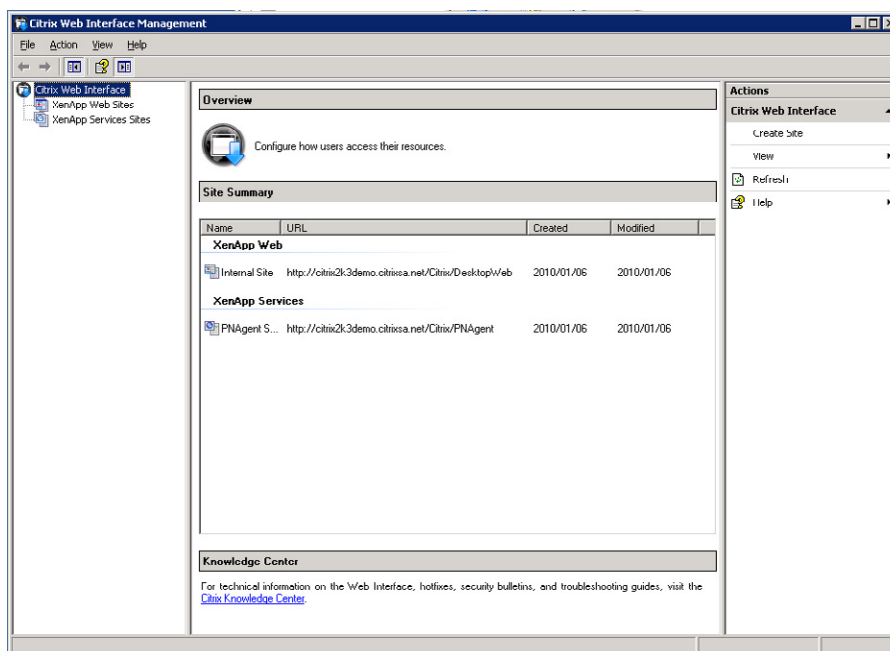 Citrix Web Interface Management
File Action View Help
Citrix Web Interface
XenApp Web Sites
XenApp Services Sites
Overview
Configure how users access their resources.
Site Summary
Name URL Created Modified
XenApp Web
Internal Site http://citrix2k3demo.citrixsa.net/Citrix/DesktopWeb 2010/01/06 2010/01/06
XenApp Services
PNAgent S... http://citrix2k3demo.citrixsa.net/Citrix/PNAgent 2010/01/06 2010/01/06
Knowledge Center
For technical information on the Web Interface, hotfixes, security bulletins, and troubleshooting guides, visit the
Citrix Knowledge Center.
Actions
Citrix Web Interface
Create Site
View
Refresh
Help